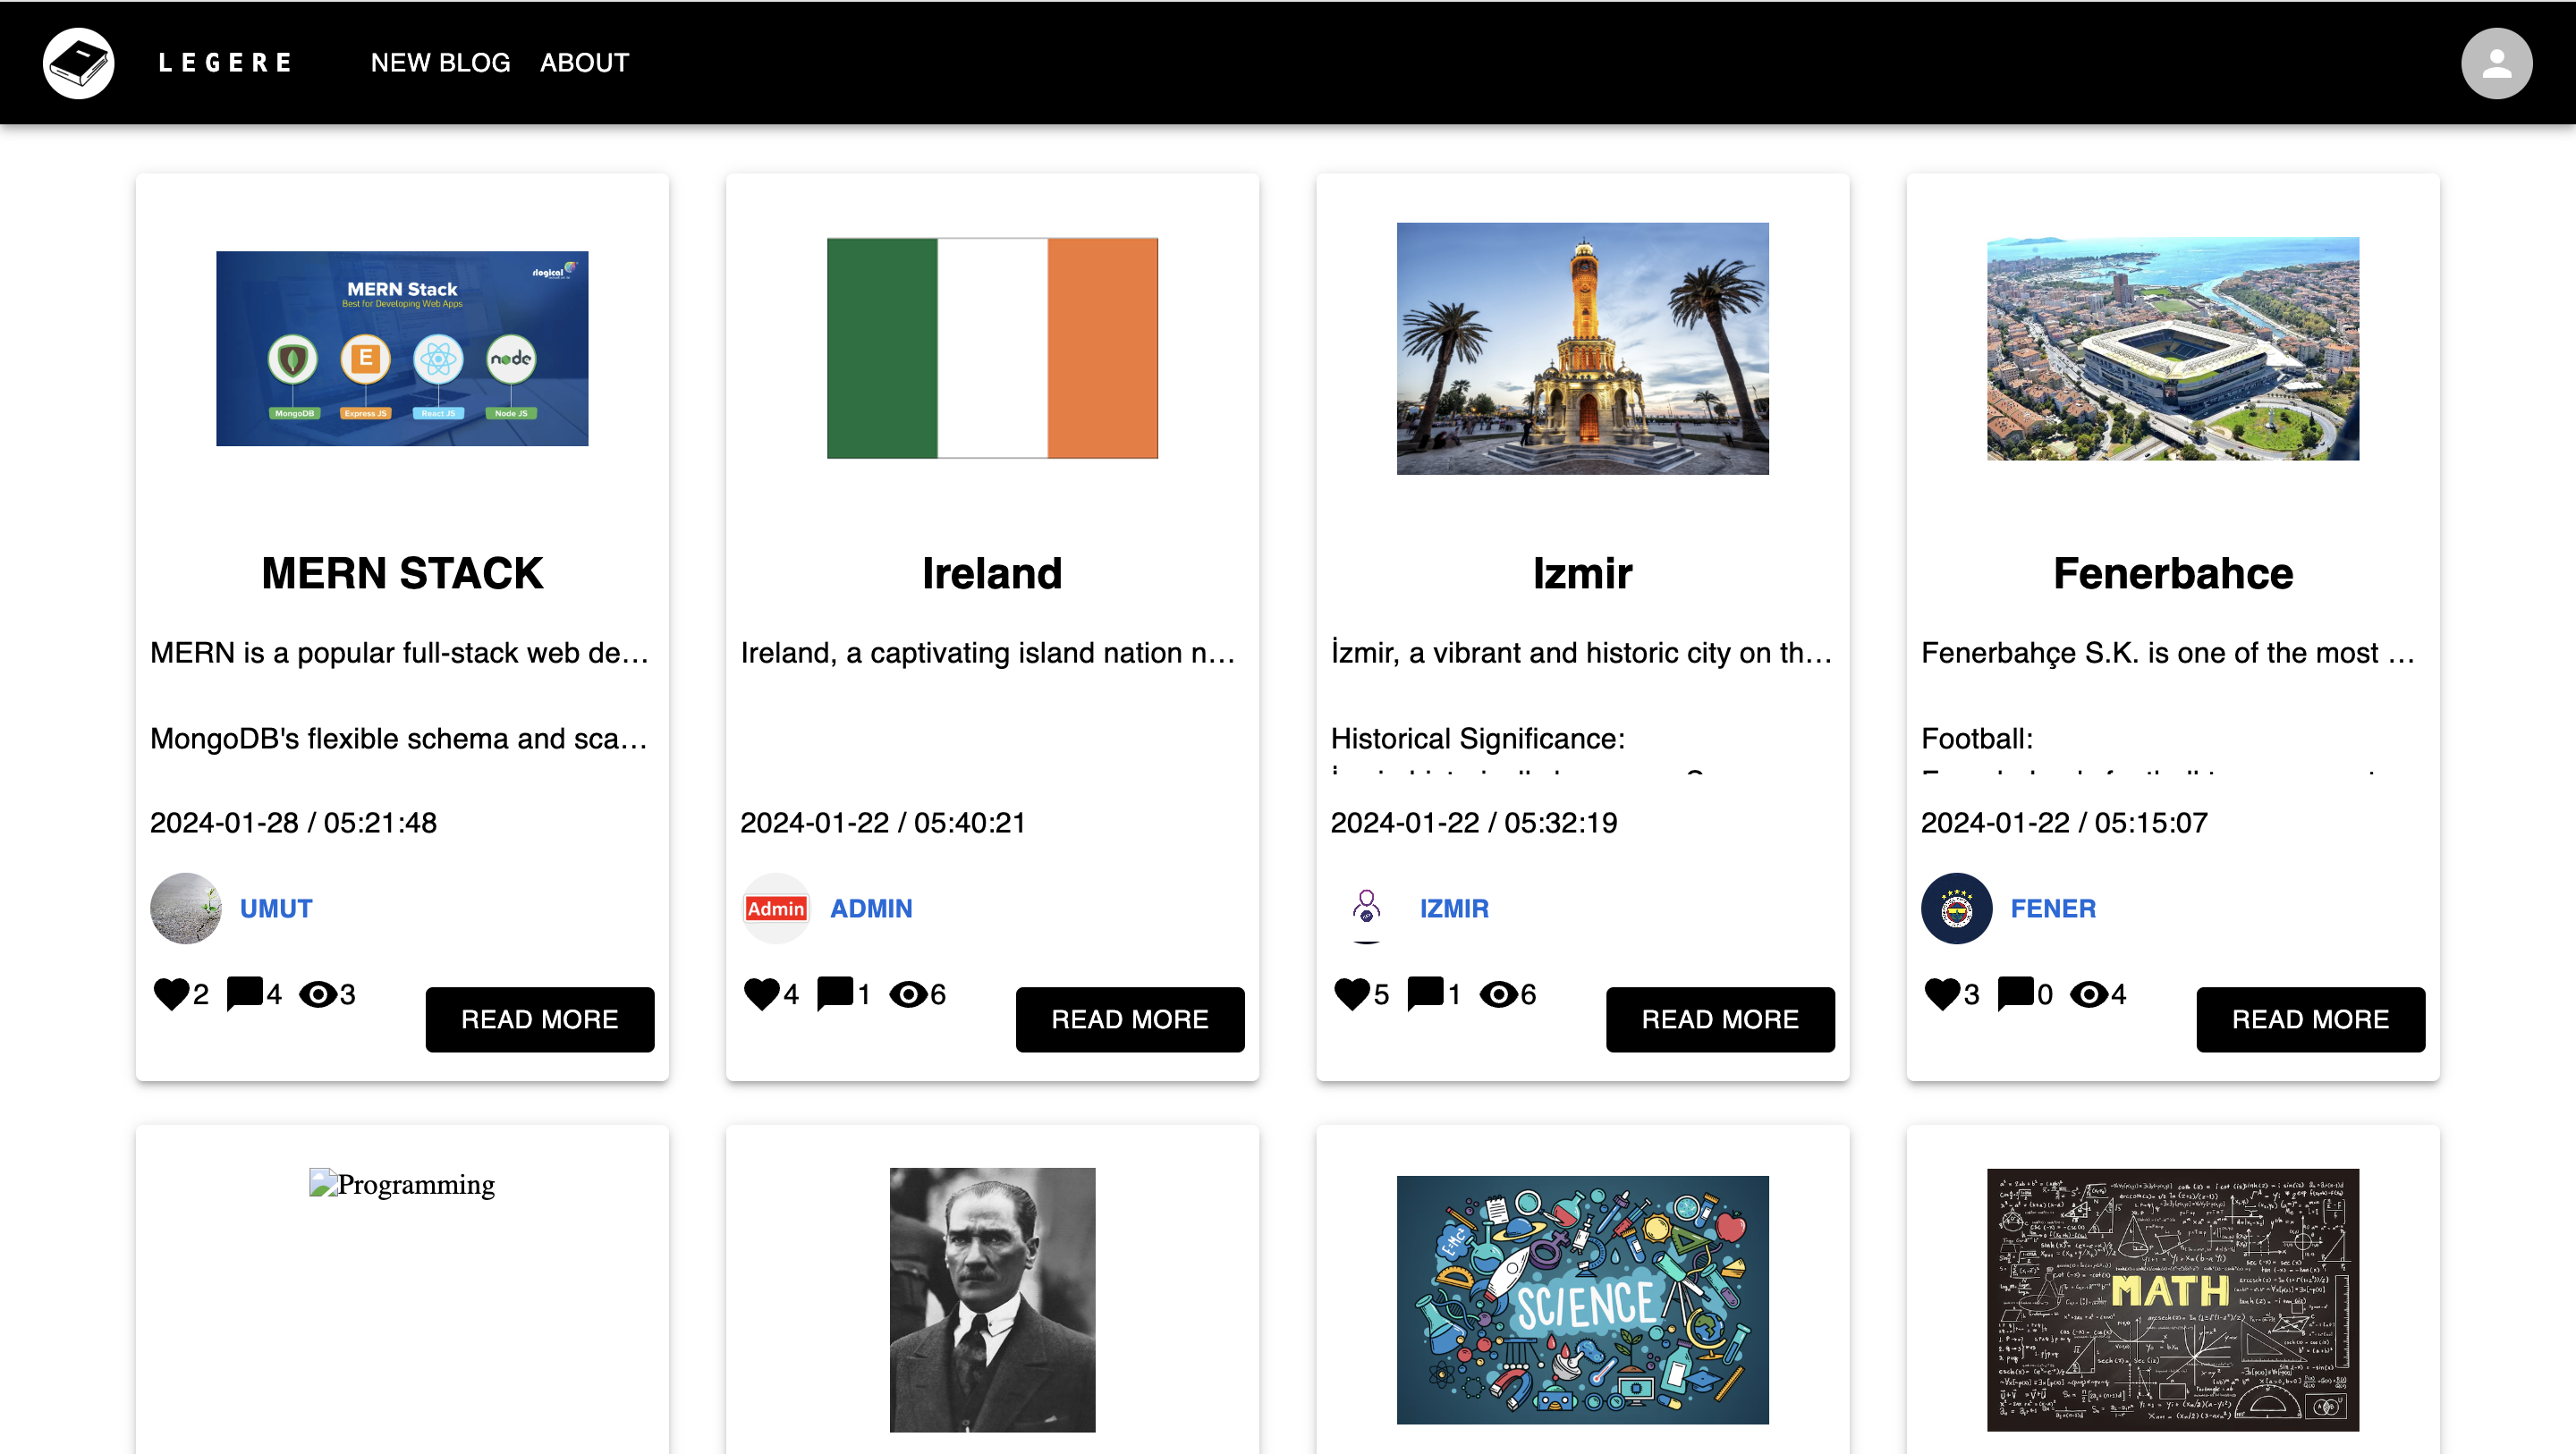 LEGERE NEW BLOG ABOUT
rlogical
MERN Stack
Best for Developing Web Apps
E
node
MongoDB Express JS React JS Node JS
MERN STACK
MERN is a popular full-stack web de...
MongoDB's flexible schema and sca...
2024-01-28 / 05:21:48
UMUT
2 4 3
READ MORE
Ireland
Ireland, a captivating island nation n...
2024-01-22 / 05:40:21
Admin
ADMIN
4 1 6
READ MORE
Izmir
İzmir, a vibrant and historic city on th...
Historical Significance:
2024-01-22 / 05:32:19
IZMIR
5 1 6
READ MORE
Fenerbahce
Fenerbahçe S.K. is one of the most ...
Football:
2024-01-22 / 05:15:07
FENER
3 0 4
READ MORE
Programming
E=MC²
SCIENCE
MATH